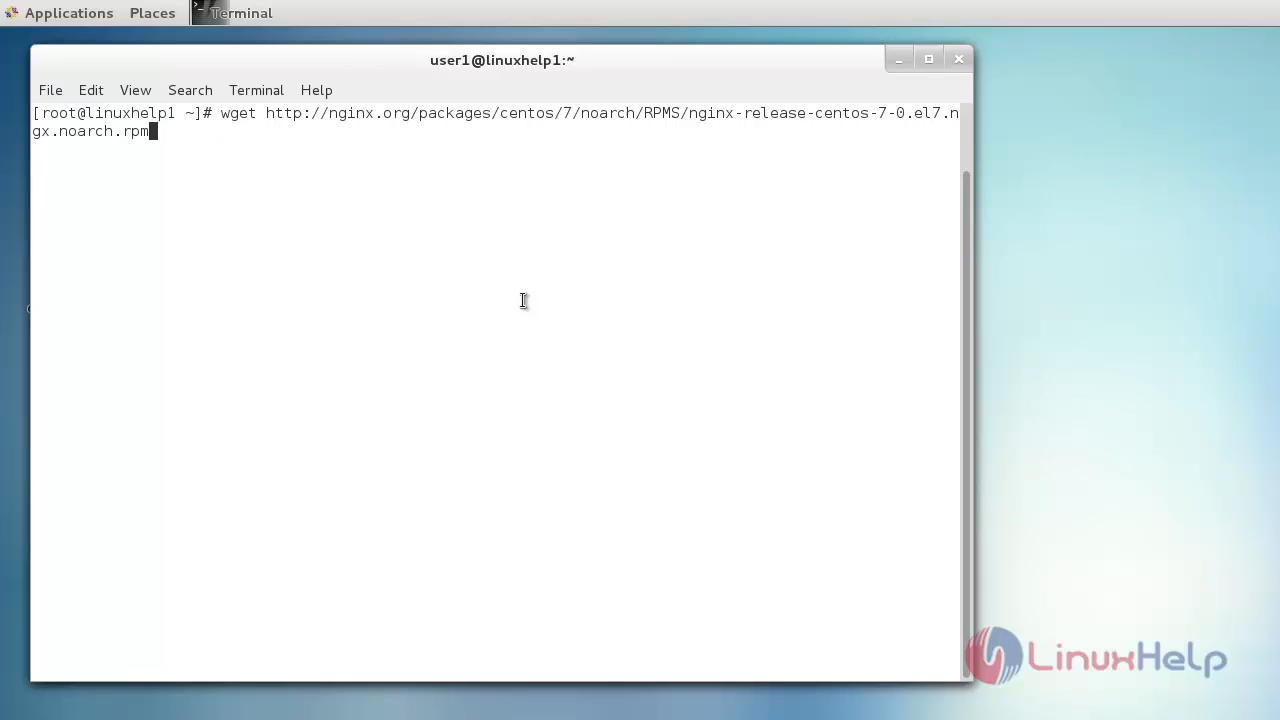 Applications Places Terminal
user1@linuxhelp1:~
File Edit View Search Terminal Help
[root@linuxhelp1 ~]# wget http://nginx.org/packages/centos/7/noarch/RPMS/nginx-release-centos-7-0.el7.n
gx.noarch.rpm
LinuxHelp